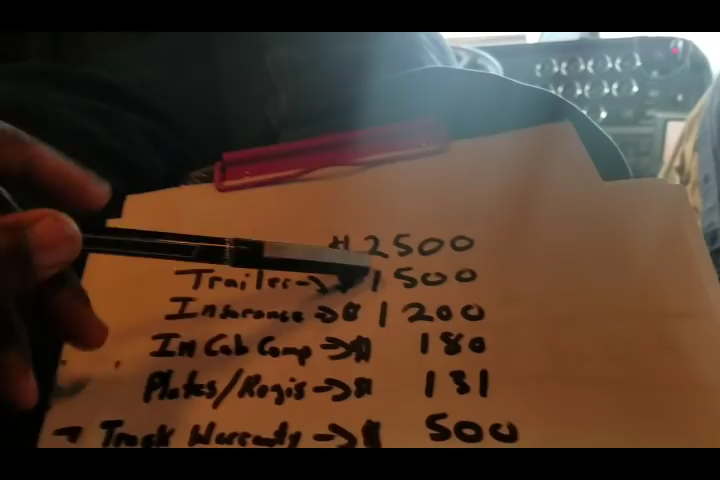 $2500
Trailer → $1500
Insurance → $1200
In Cab Comp → $ 180
Plates/Regis → $ 131
Truck Warranty → $ 500